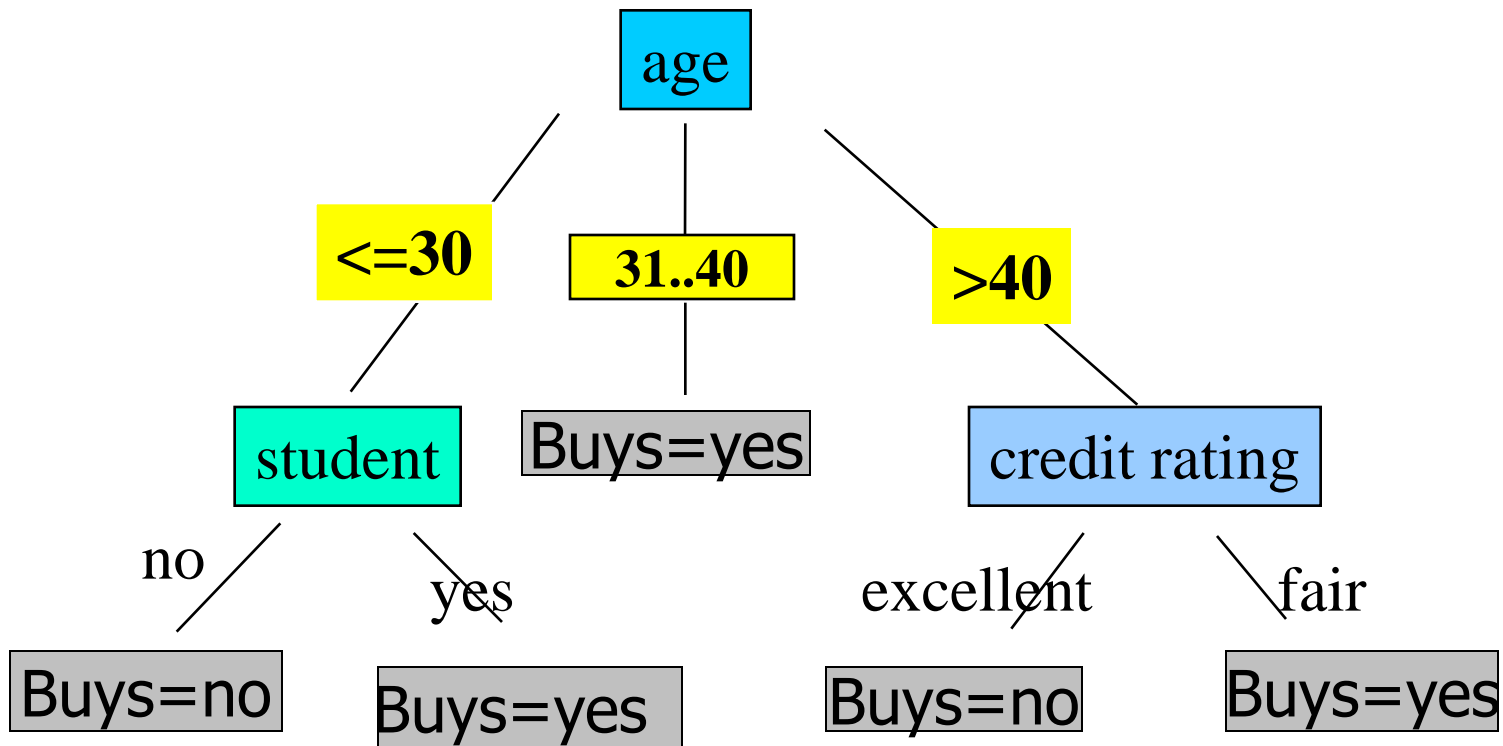 age
<=30
31..40
>40
student
Buys=yes
credit rating
no
yes
excellent
fair
Buys=no
Buys=yes
Buys=no
Buys=yes